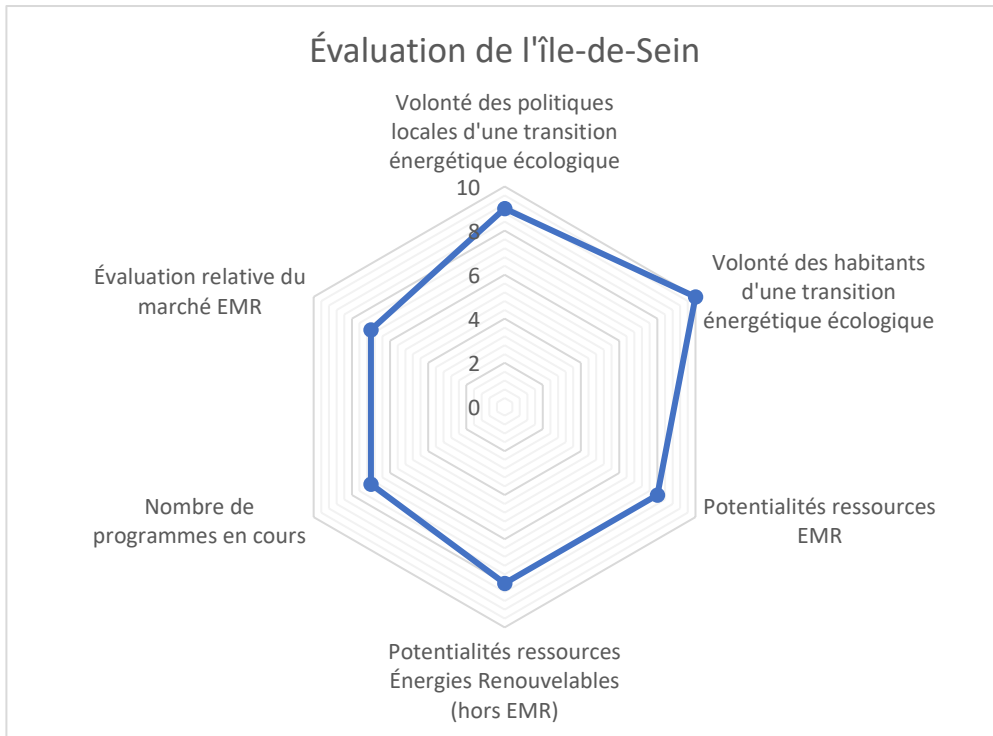 Évaluation de l'île-de-Sein
Volonté des politiques
locales d'une transition
énergétique écologique
10
8
6
4
2
0
Volonté des habitants
d'une transition
énergétique écologique
Potentialités ressources
EMR
Potentialités ressources
Énergies Renouvelables
(hors EMR)
Nombre de
programmes en cours
Évaluation relative du
marché EMR